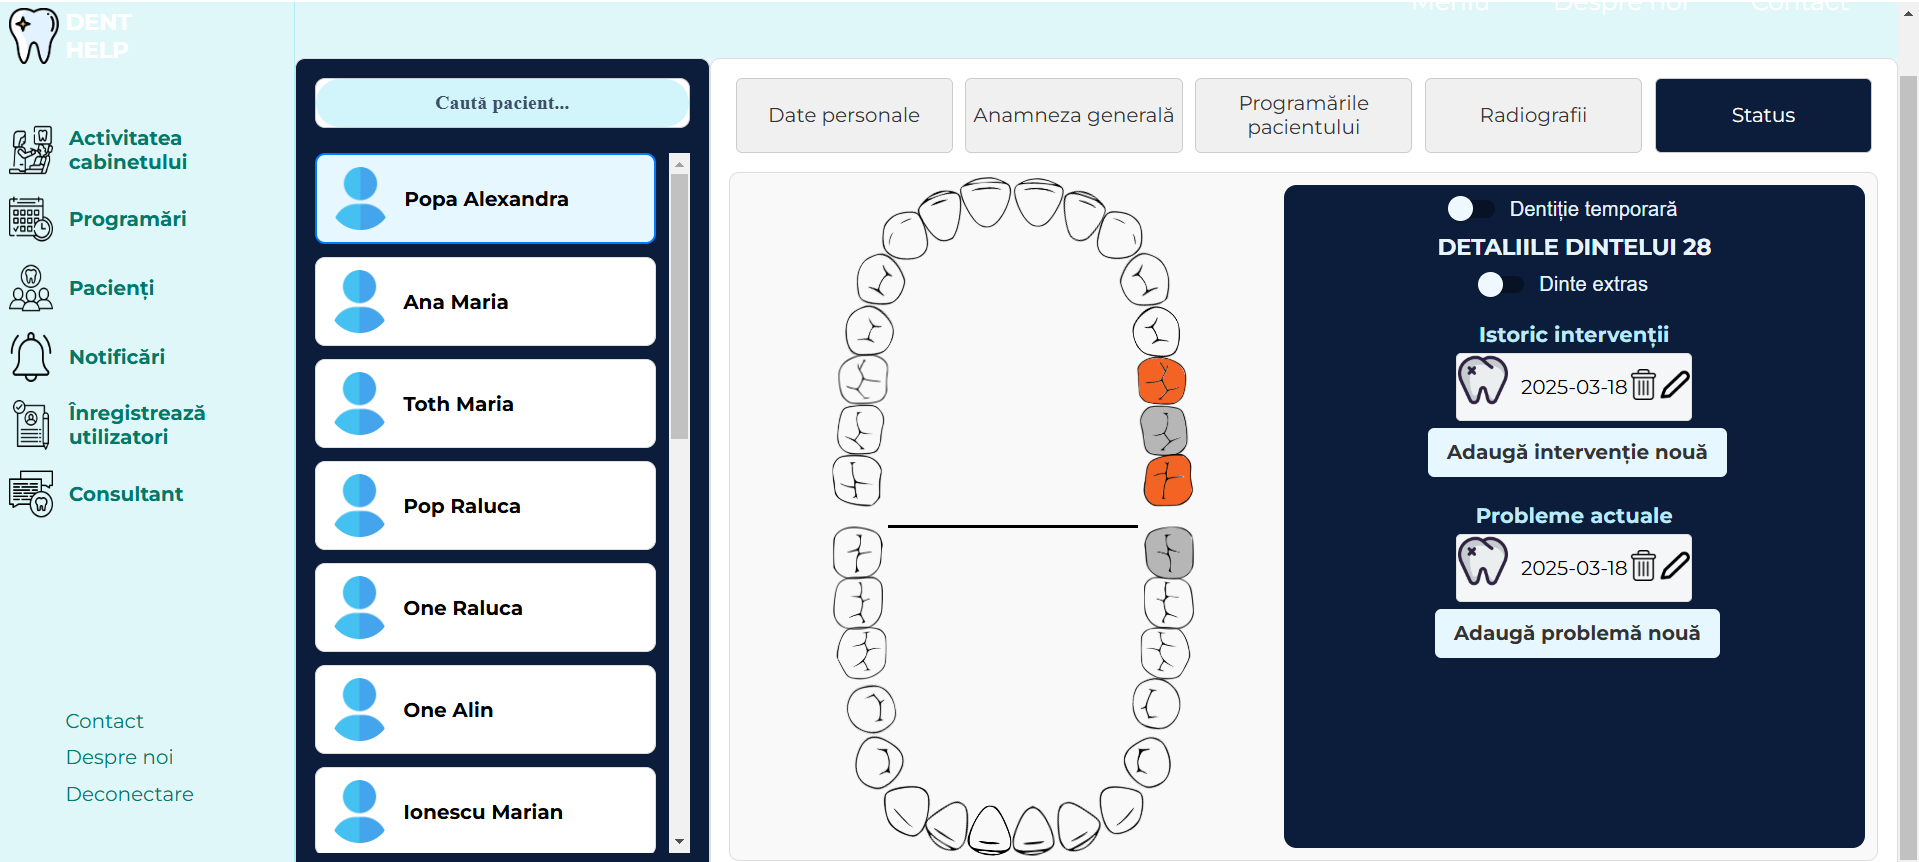 DENT
HELP
Meniu
Despre noi
Contact
Activitatea
cabinetului
Programări
Pacienți
Notificări
Înregistrează
utilizatori
Consultant
Contact
Despre noi
Deconectare
Caută pacient...
Popa Alexandra
Ana Maria
Toth Maria
Pop Raluca
One Raluca
One Alin
Ionescu Marian
Date personale
Anamneza generală
Programările
pacientului
Radiografii
Status
Dentiție temporară
DETALIILE DINTELUI 28
Dinte extras
Istoric intervenții
2025-03-18
Adaugă intervenție nouă
Probleme actuale
2025-03-18
Adaugă problemă nouă